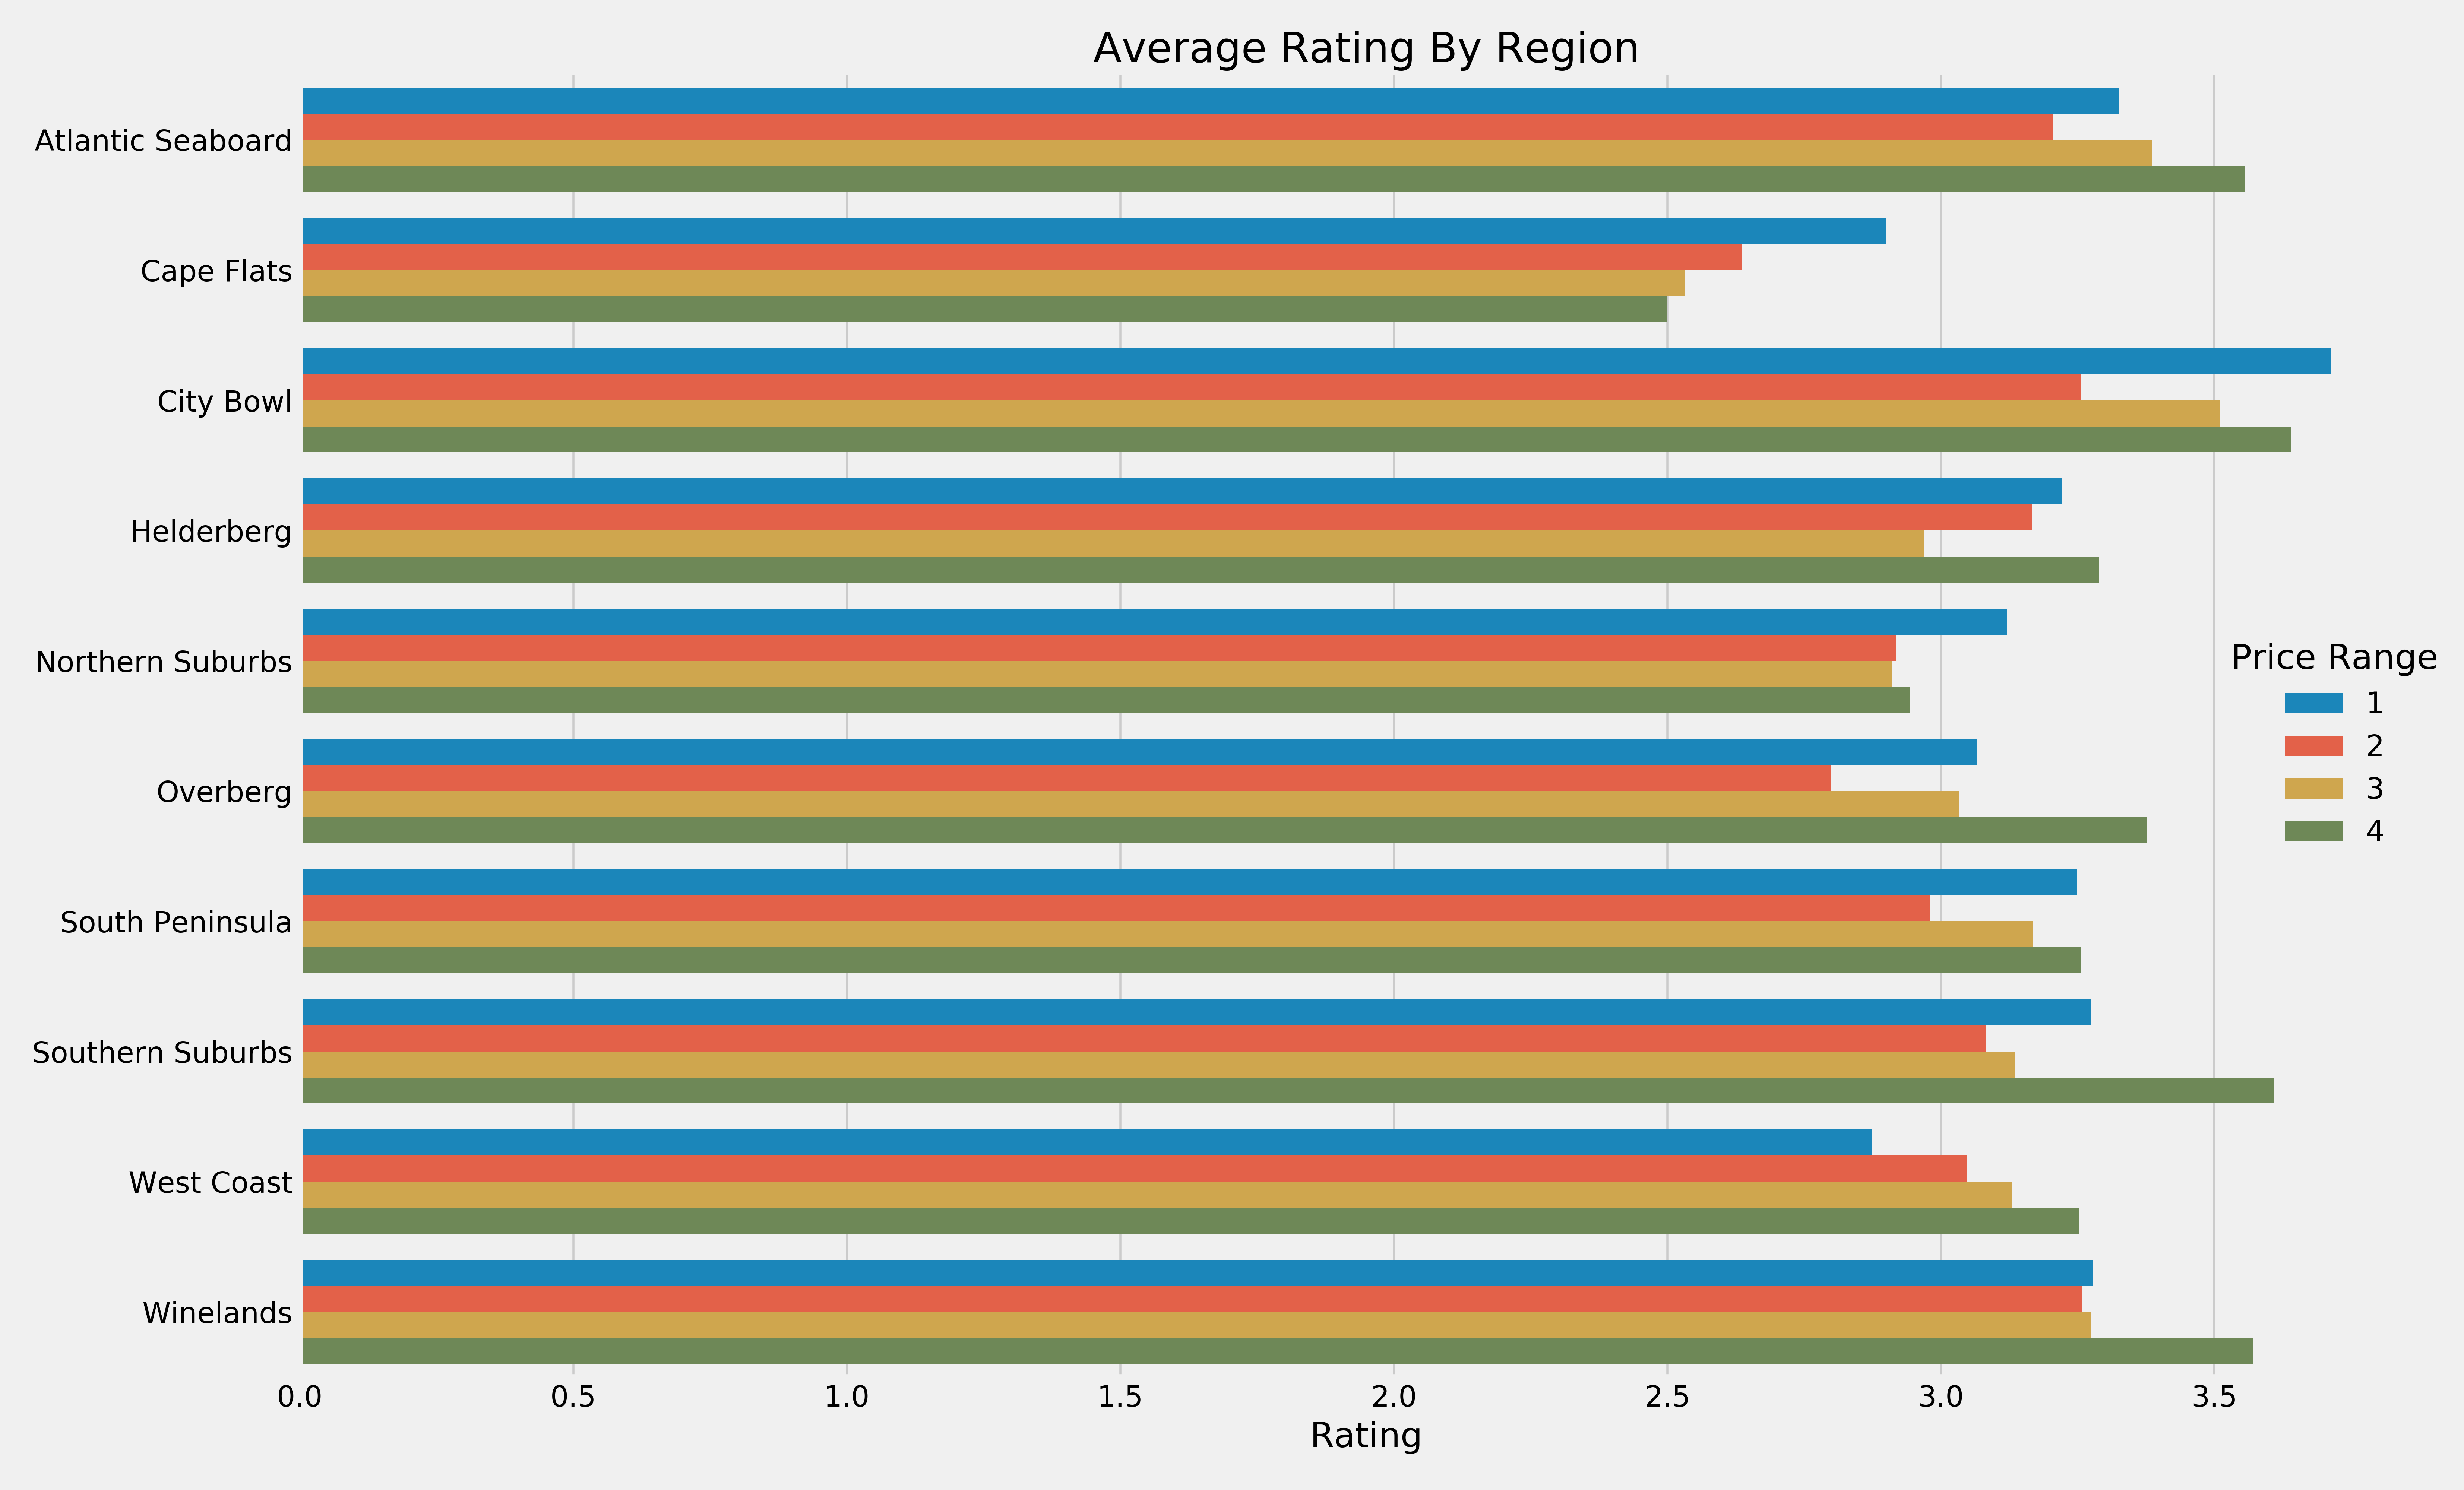 Average Rating By Region
Atlantic Seaboard
Cape Flats
City Bowl
Helderberg
Northern Suburbs
Overberg
South Peninsula
Southern Suburbs
West Coast
Winelands
Price Range
1
2
3
4
0.0 0.5 1.0 1.5 2.0 2.5 3.0 3.5
Rating